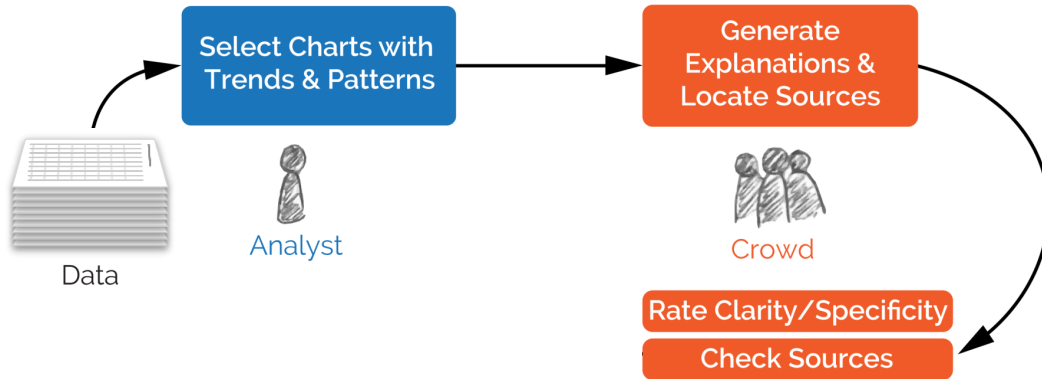 Select Charts with
Trends & Patterns
Generate
Explanations &
Locate Sources
Data
Analyst
Crowd
Rate Clarity/Specificity
Check Sources